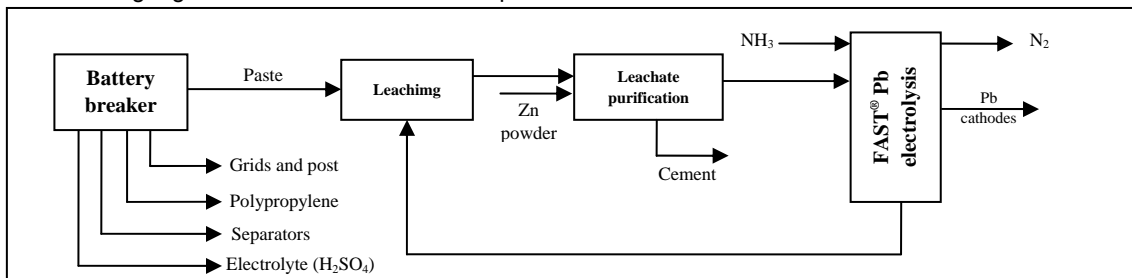 Battery
breaker
Paste
Leachimg
Zn
powder
Leachate
purification
Cement
NH₃
FAST® Pb
electrolysis
N₂
Pb
cathodes
Grids and post
Polypropylene
Separators
Electrolyte (H₂SO₄)